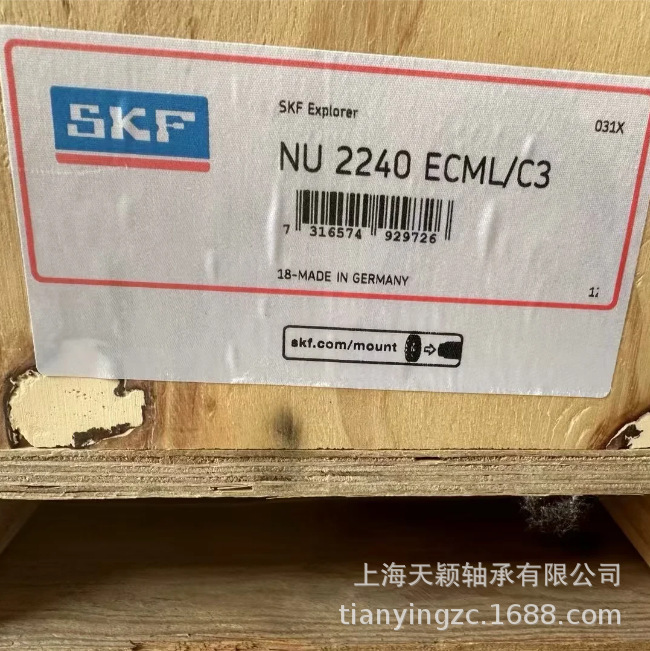 SKF
SKF Explorer
031X
NU 2240 ECML/C3
7 316574 929726
18-MADE IN GERMANY
skf.com/mount
上海天颖轴承有限公司
tianyingzc.1688.com